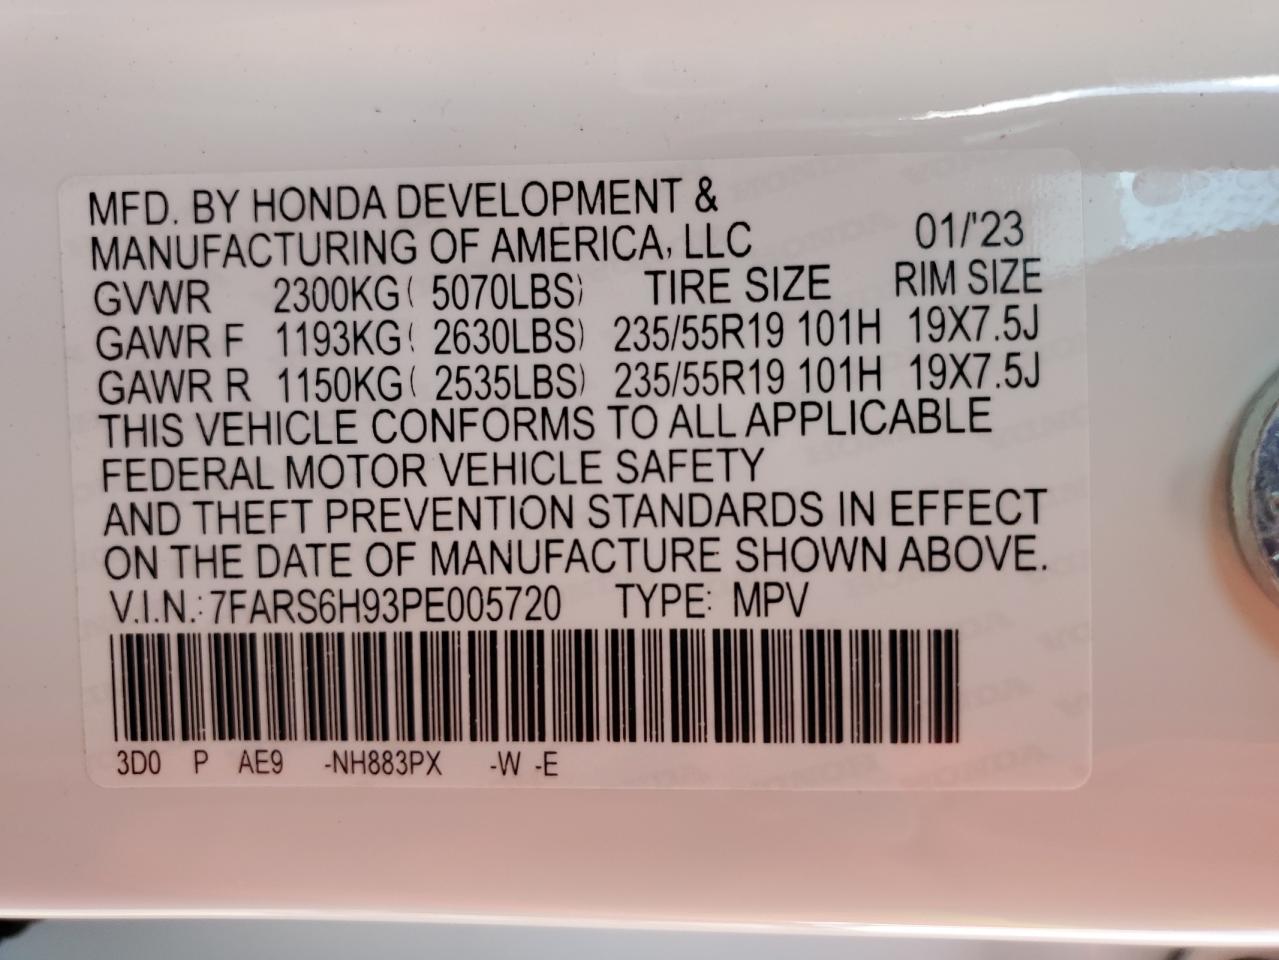 MFD. BY HONDA DEVELOPMENT &
MANUFACTURING OF AMERICA, LLC 01/'23
GVWR 2300KG( 5070LBS) TIRE SIZE RIM SIZE
GAWR F 1193KG( 2630LBS) 235/55R19 101H 19X7.5J
GAWR R 1150KG( 2535LBS) 235/55R19 101H 19X7.5J
THIS VEHICLE CONFORMS TO ALL APPLICABLE
FEDERAL MOTOR VEHICLE SAFETY
AND THEFT PREVENTION STANDARDS IN EFFECT
ON THE DATE OF MANUFACTURE SHOWN ABOVE.
V.I.N.: 7FARS6H93PE005720 TYPE: MPV
3D0 P AE9 -NH883PX -W -E